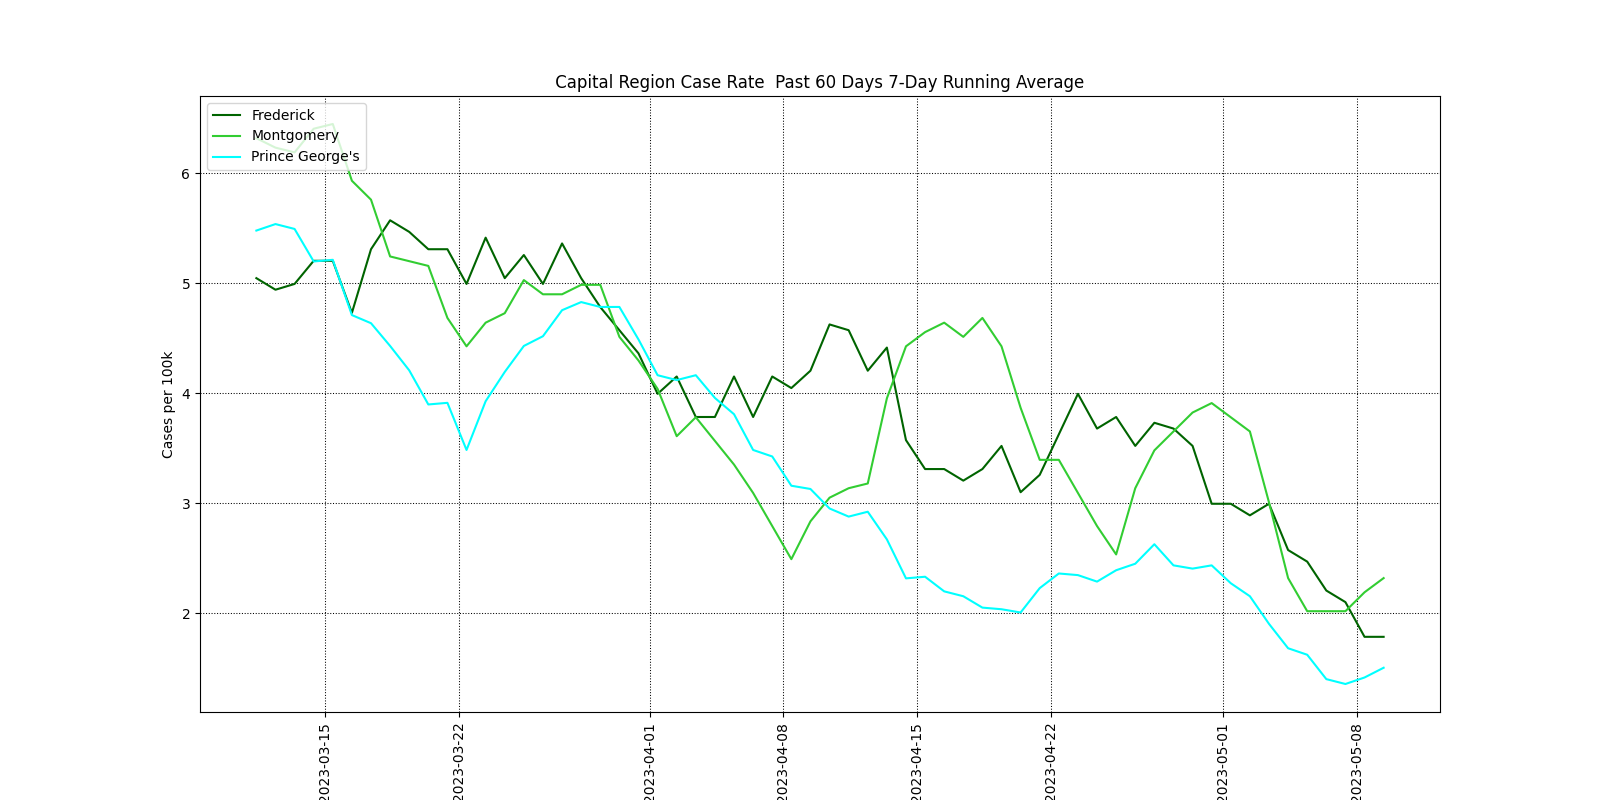 Capital Region Case Rate  Past 60 Days 7-Day Running Average
Frederick
Montgomery
Prince George's
Cases per 100k
6
5
4
3
2
2023-03-15
2023-03-22
2023-04-01
2023-04-08
2023-04-15
2023-04-22
2023-05-01
2023-05-08